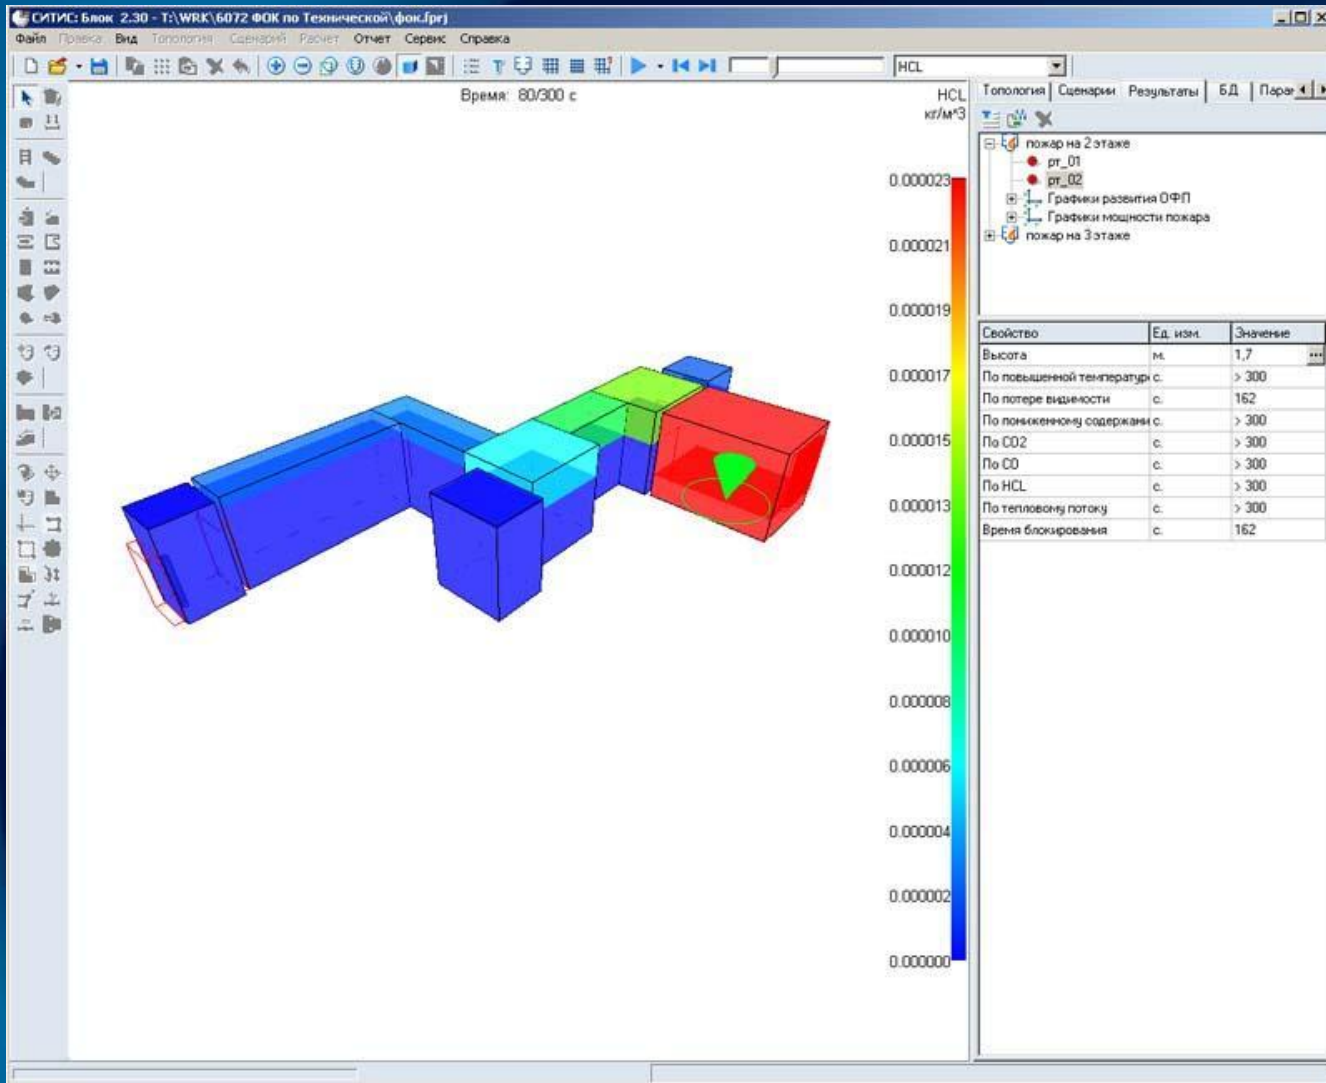 СИТИС: Блок 2.30 - T:\WRK\6072 ФОК по Технической\фок.fprj
Файл Правка Вид Топология Сценарий Расчет Отчет Сервис Справка
HCL
Время: 80/300 с
HCL
кг/м^3
0.000023
0.000021
0.000019
0.000017
0.000015
0.000013
0.000012
0.000010
0.000008
0.000006
0.000004
0.000002
0.000000
Топология Сценарии Результаты БД Парам
пожар на 2 этаже
рт_01
рт_02
Графики развития ОФП
Графики мощности пожара
пожар на 3 этаже
Свойство Ед. изм. Значение
Высота м. 1,7 ...
По повышенной температур с. > 300
По потере видимости с. 162
По пониженному содержани с. > 300
По CO2 с. > 300
По CO с. > 300
По HCL с. > 300
По тепловому потоку с. > 300
Время блокирования с. 162